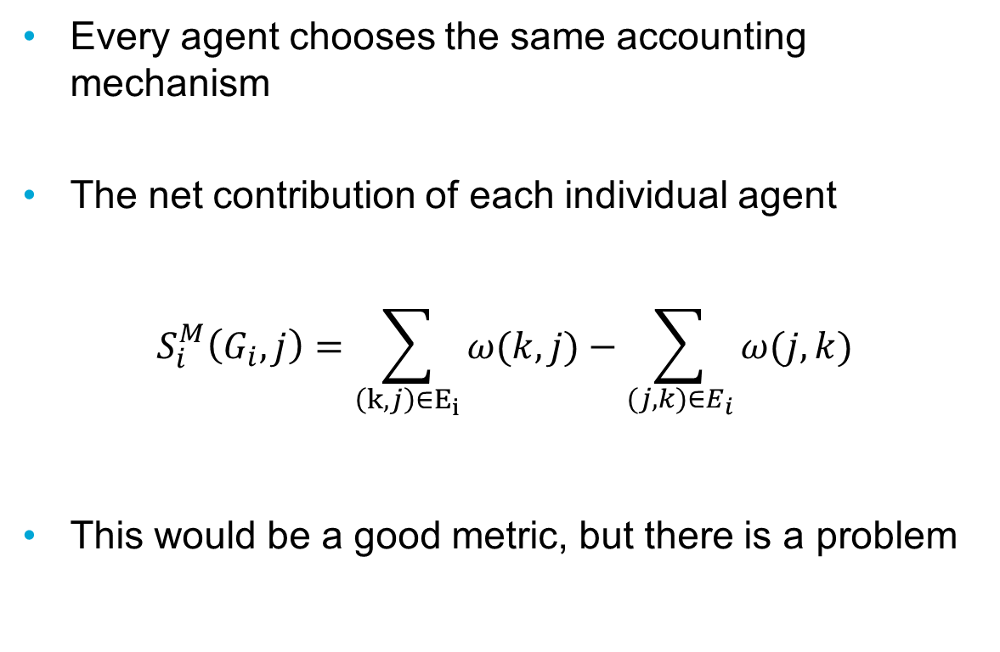 • Every agent chooses the same accounting
mechanism
• The net contribution of each individual agent
$S_i^M(G_i, j) = \sum_{(\mathrm{k},j)\in \mathrm{E_i}} \omega(k, j) - \sum_{(j,k)\in E_i} \omega(j, k)$
• This would be a good metric, but there is a problem